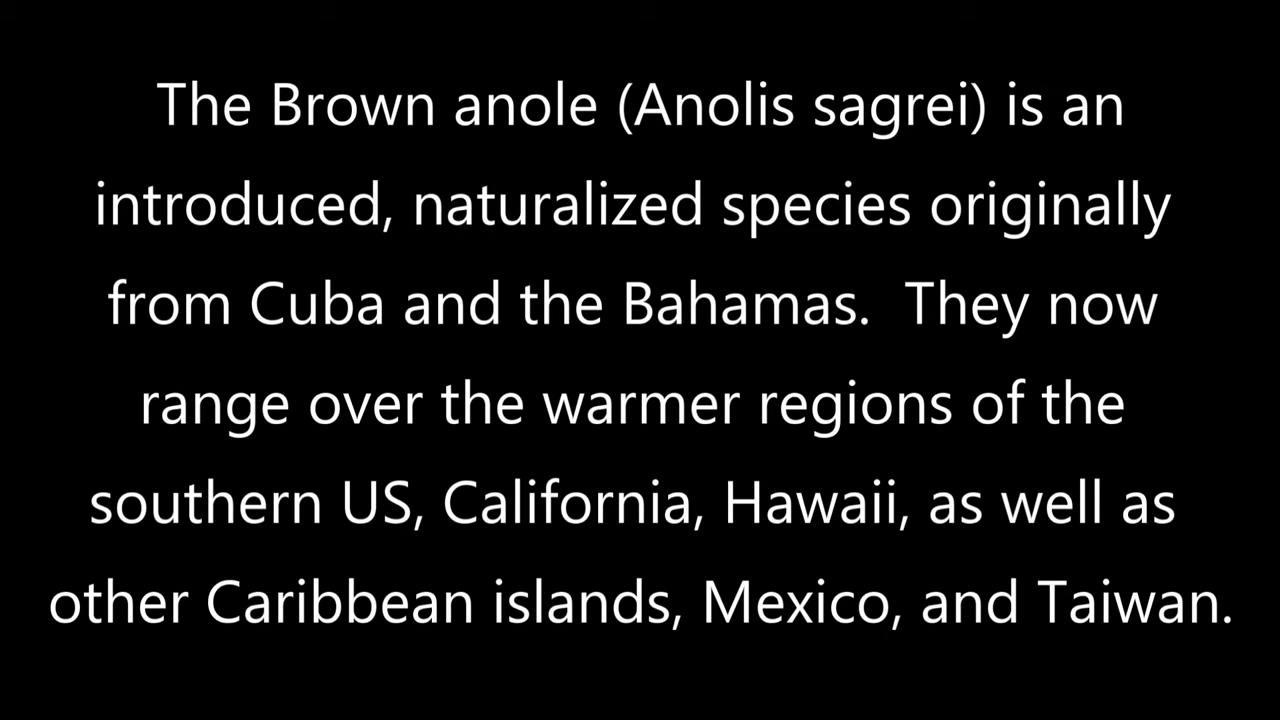 The Brown anole (Anolis sagrei) is an
introduced, naturalized species originally
from Cuba and the Bahamas.  They now
range over the warmer regions of the
southern US, California, Hawaii, as well as
other Caribbean islands, Mexico, and Taiwan.